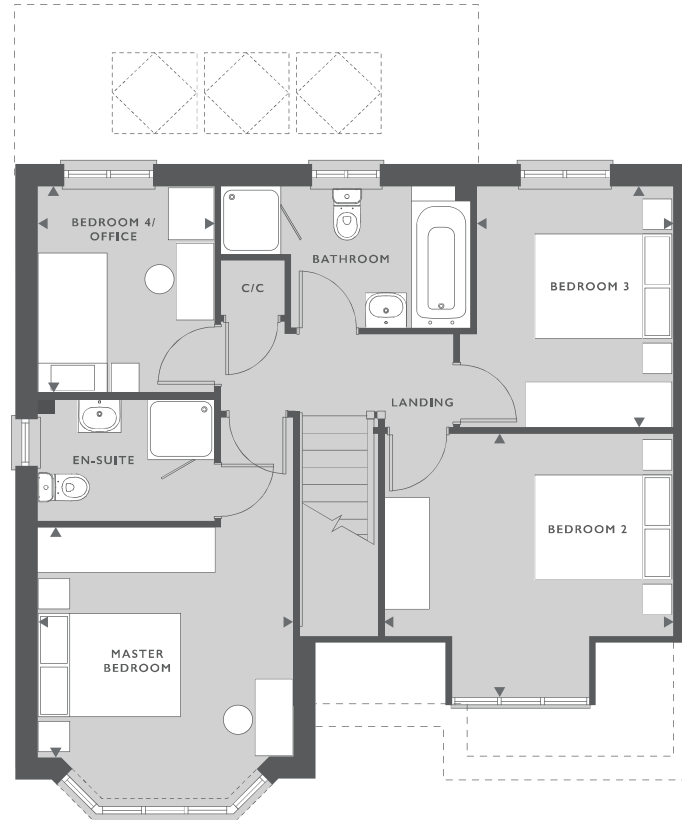 BEDROOM 4/
OFFICE
BATHROOM
C/C
BEDROOM 3
LANDING
EN-SUITE
BEDROOM 2
MASTER
BEDROOM